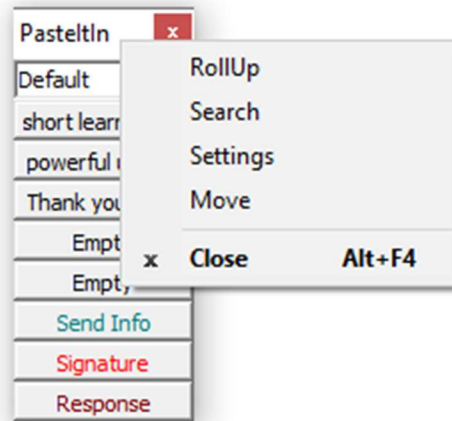 PasteItIn x
Default
short learn
powerful
Thank you
Empt
Empty
Send Info
Signature
Response
RollUp
Search
Settings
Move
x Close Alt+F4